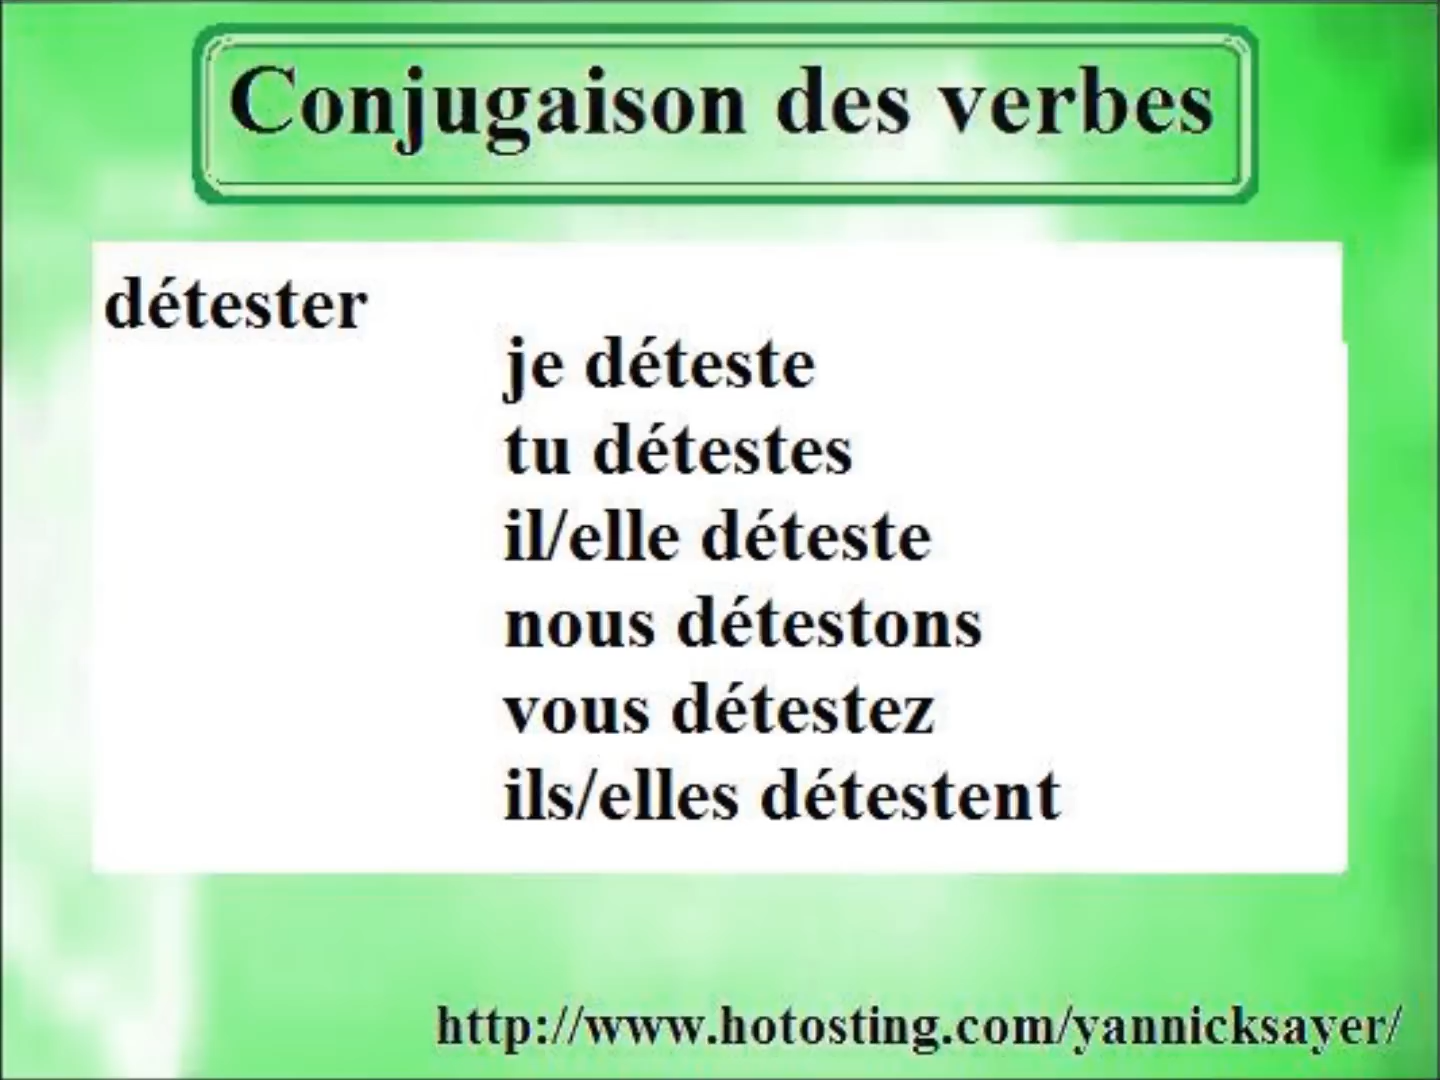 Conjugaison des verbes
détester
je déteste
tu détestes
il/elle déteste
nous détestons
vous détestez
ils/elles détestent
http://www.hotosting.com/yannicksayer/